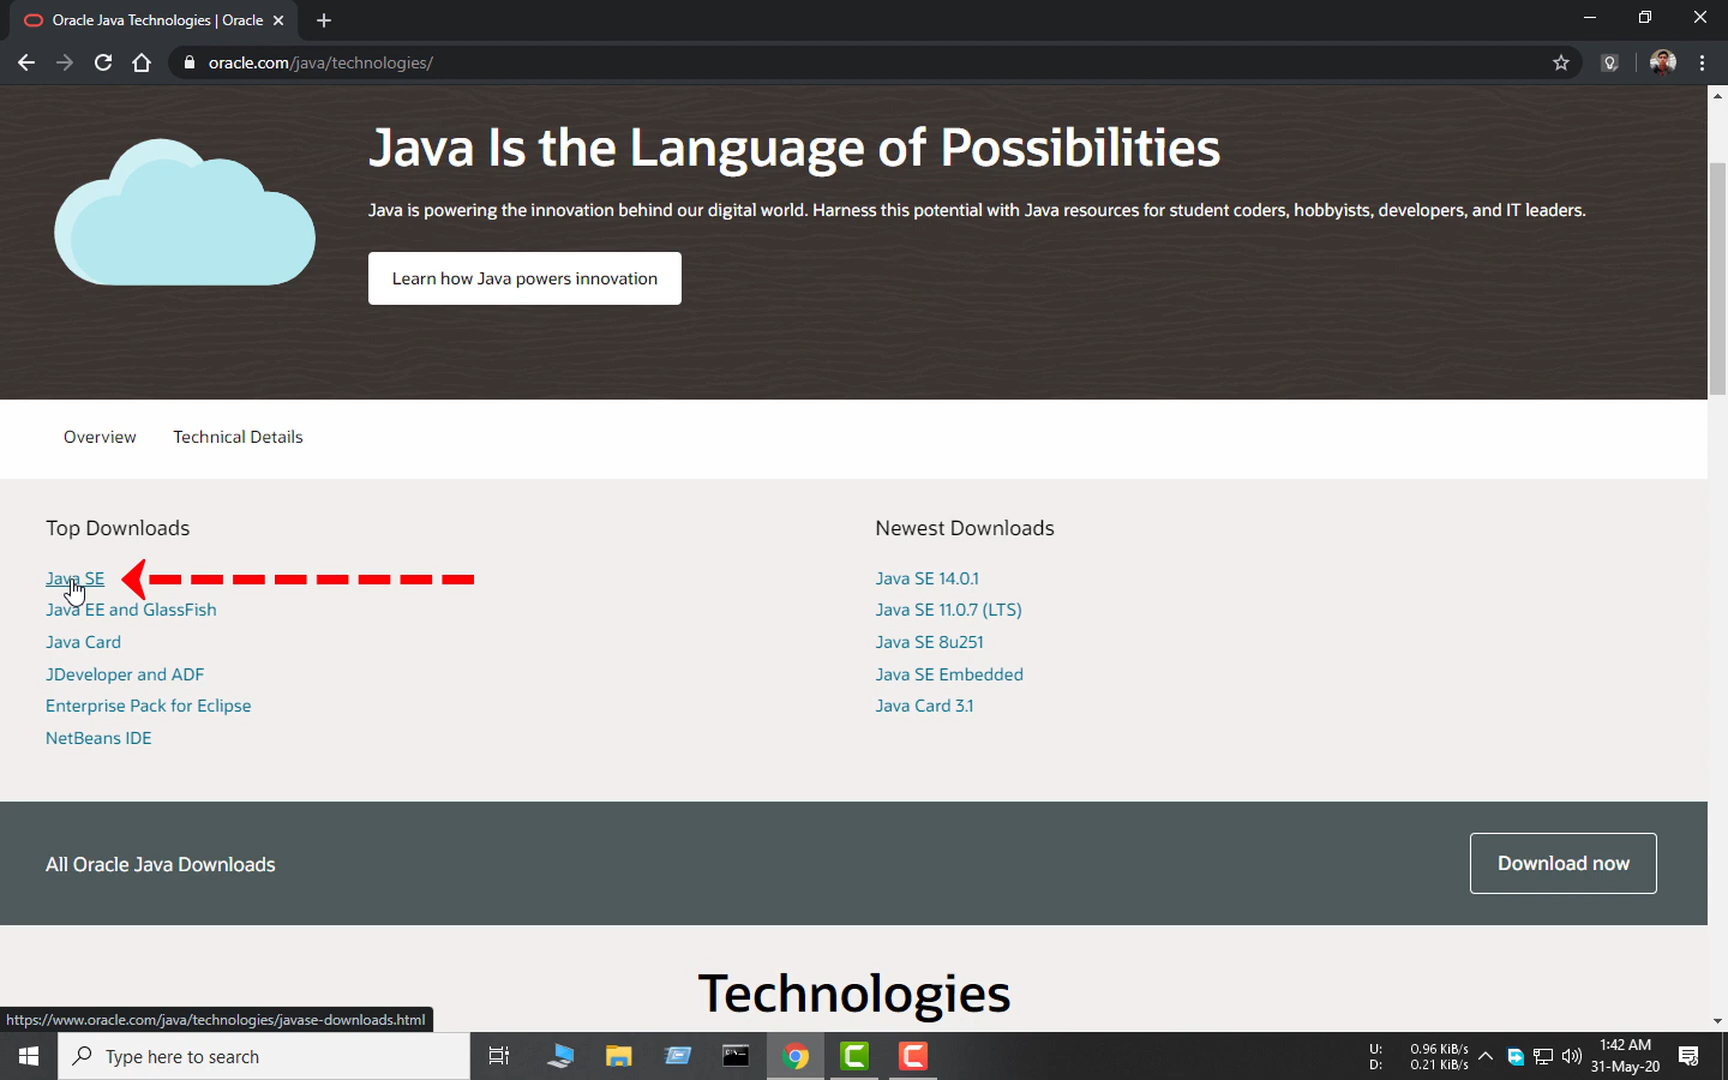 Oracle Java Technologies | Oracle
oracle.com/java/technologies/
Java Is the Language of Possibilities
Java is powering the innovation behind our digital world. Harness this potential with Java resources for student coders, hobbyists, developers, and IT leaders.
Learn how Java powers innovation
Overview Technical Details
Top Downloads
Java SE
Java EE and GlassFish
Java Card
JDeveloper and ADF
Enterprise Pack for Eclipse
NetBeans IDE
Newest Downloads
Java SE 14.0.1
Java SE 11.0.7 (LTS)
Java SE 8u251
Java SE Embedded
Java Card 3.1
All Oracle Java Downloads
Download now
Technologies
https://www.oracle.com/java/technologies/javase-downloads.html
Type here to search
U: 0.96 KiB/s
D: 0.21 KiB/s
1:42 AM
31-May-20